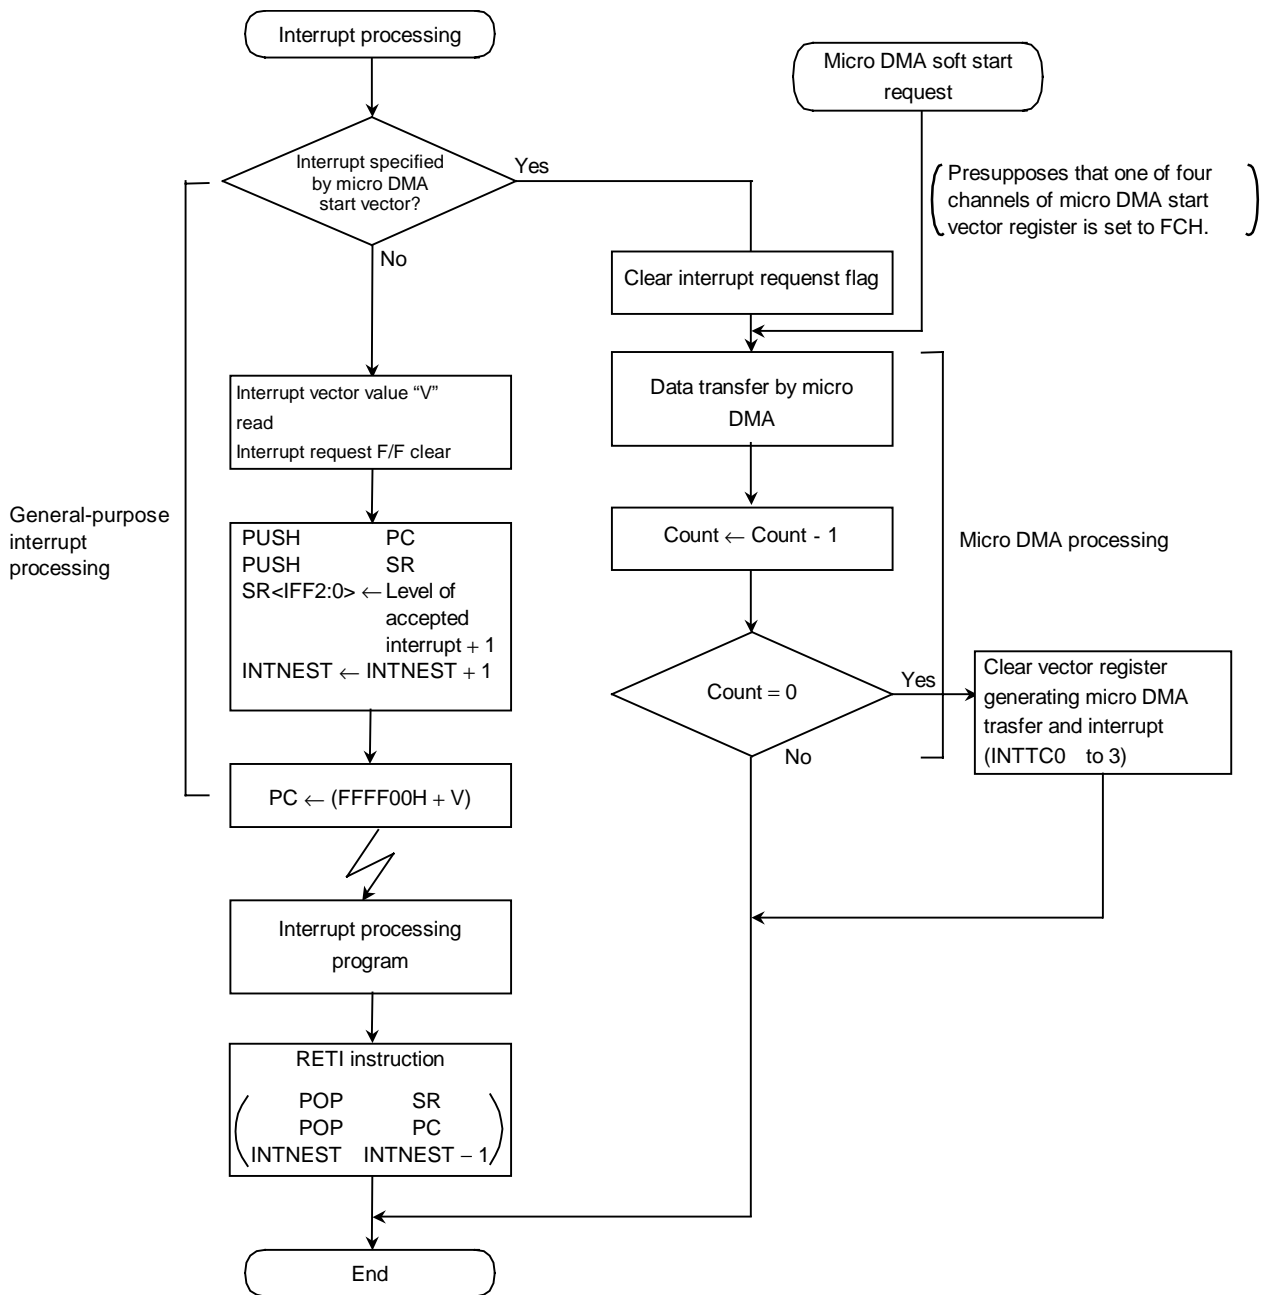 Interrupt processing
Micro DMA soft start
request
Interrupt specified
by micro DMA
start vector?
Yes
No
Presupposes that one of four
channels of micro DMA start
vector register is set to FCH.
Clear interrupt requenst flag
Interrupt vector value “V”
read
Interrupt request F/F clear
Data transfer by micro
DMA
General-purpose
interrupt
processing
PUSH PC
PUSH SR
SR<IFF2:0> ← Level of
accepted
interrupt + 1
INTNEST ← INTNEST + 1
Count ← Count - 1
Micro DMA processing
Count = 0
Yes
No
Clear vector register
generating micro DMA
trasfer and interrupt
(INTTC0 to 3)
PC ← (FFFF00H + V)
Interrupt processing
program
RETI instruction
POP SR
POP PC
INTNEST INTNEST − 1
End